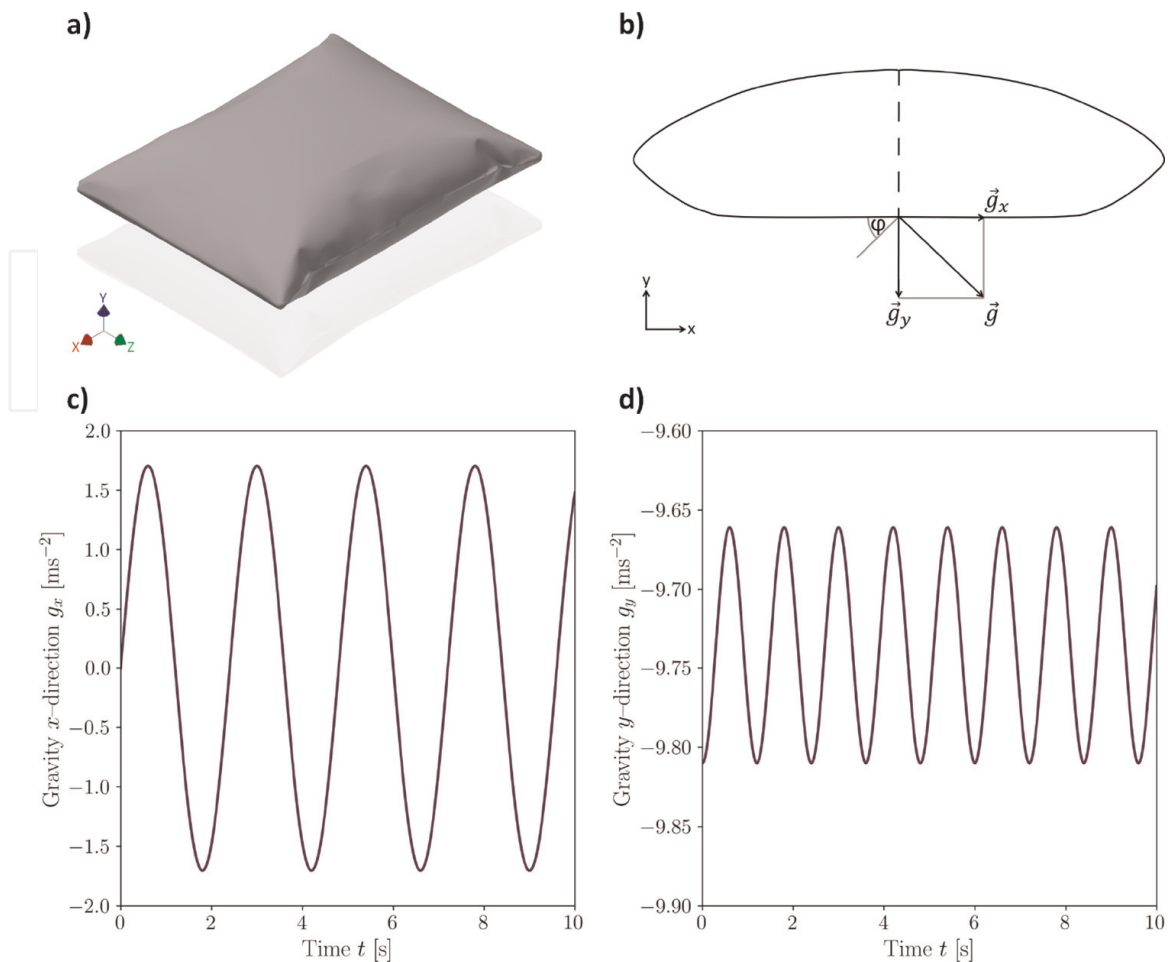 a)
Y
X
Z
b)
φ
g⃗x
g⃗y
g⃗
y
x
c)
2.0
1.5
1.0
0.5
0.0
−0.5
−1.0
−1.5
−2.0
Gravity x–direction gₓ [ms⁻²]
0 2 4 6 8 10
Time t [s]
d)
−9.60
−9.65
−9.70
−9.75
−9.80
−9.85
−9.90
Gravity y–direction g_y [ms⁻²]
0 2 4 6 8 10
Time t [s]